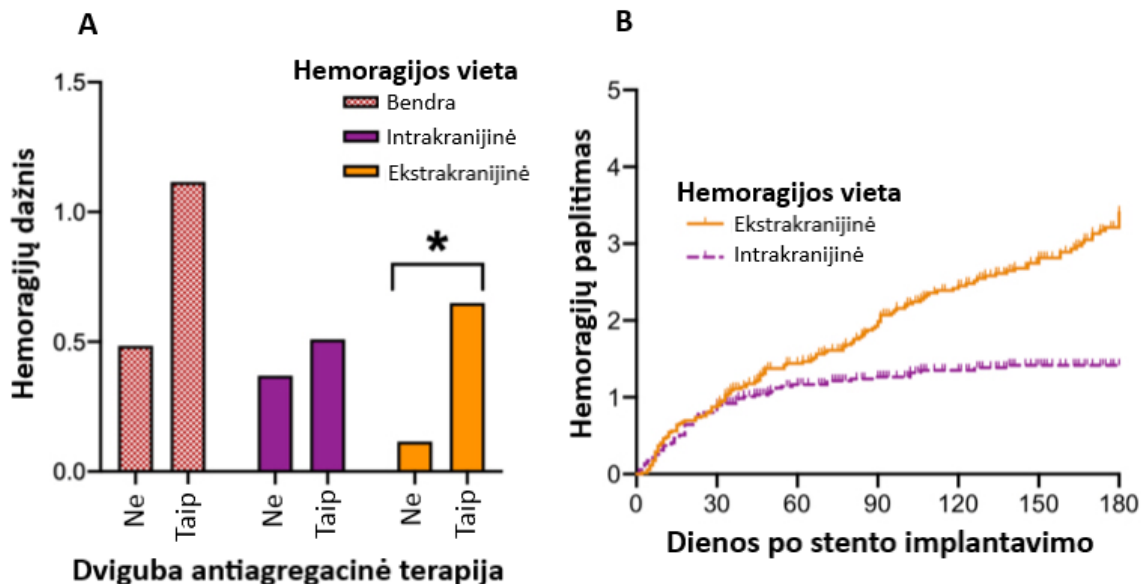 A
Hemoragijų dažnis
1.5
1.0
0.5
0.0
Hemoragijos vieta
Bendra
Intrakranijinė
Ekstrakranijinė
*
Ne
Taip
Ne
Taip
Ne
Taip
Dviguba antiagregacinė terapija
B
Hemoragijų paplitimas
5
4
3
2
1
0
Hemoragijos vieta
Ekstrakranijinė
Intrakranijinė
0 30 60 90 120 150 180
Dienos po stento implantavimo